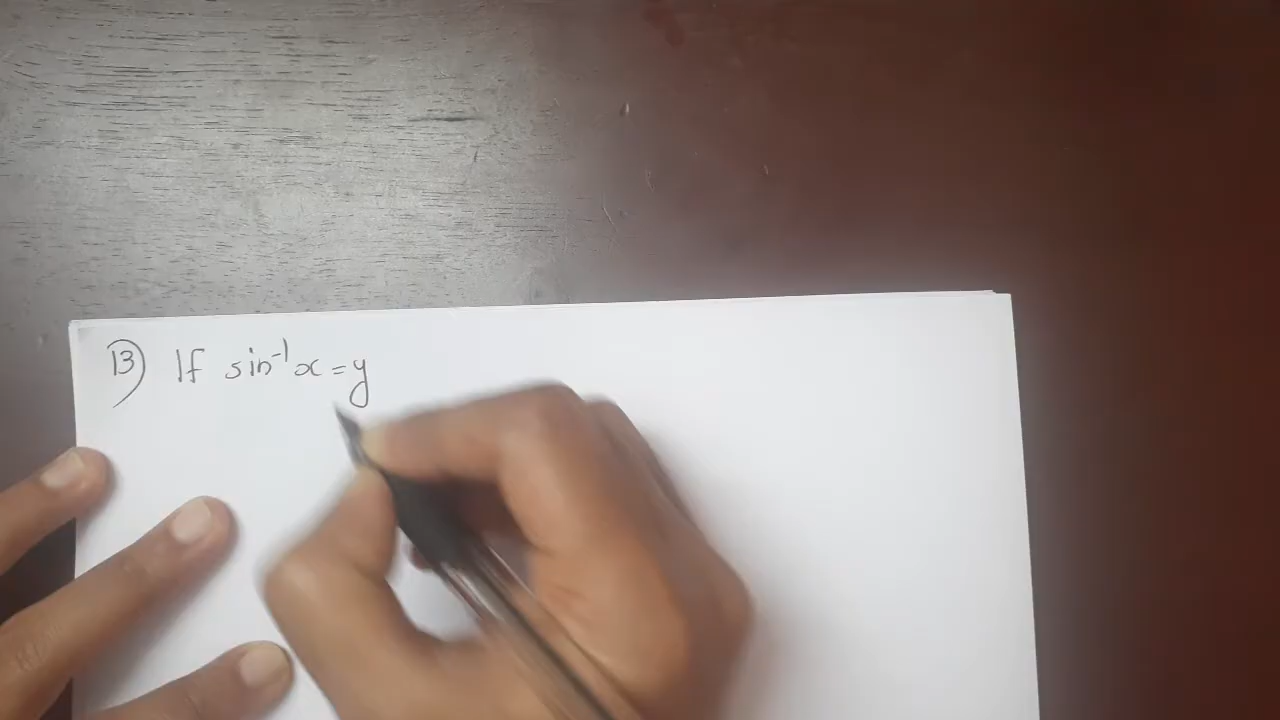 13) If sin⁻¹x = y